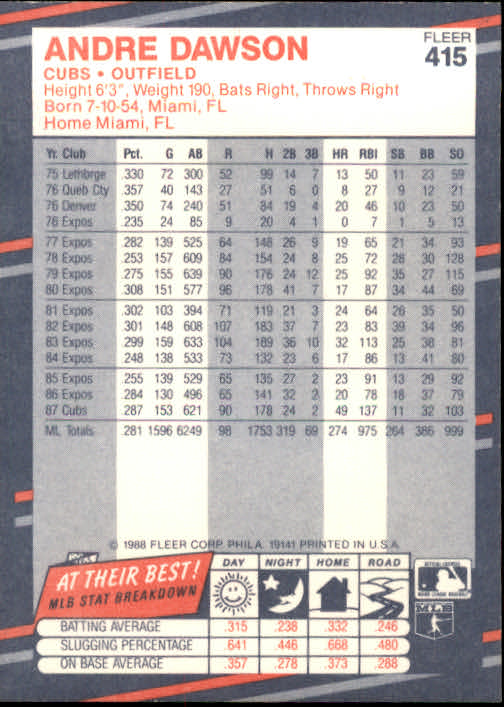 ANDRE DAWSON
FLEER
415
CUBS • OUTFIELD
Height 6'3", Weight 190, Bats Right, Throws Right
Born 7-10-54, Miami, FL
Home Miami, FL
Yr. Club Pct. G AB R H 2B 3B HR RBI SB BB SO
75 Lethbrge .330 72 300 52 99 14 7 13 50 11 23 59
76 Queb Cty .357 40 143 27 51 6 0 8 27 9 12 21
76 Denver .350 74 240 51 84 19 4 20 46 10 23 50
76 Expos .235 24 85 9 20 4 1 0 7 1 5 13
77 Expos .282 139 525 64 148 26 9 19 65 21 34 93
78 Expos .253 157 609 84 154 24 8 25 72 28 30 128
79 Expos .275 155 639 90 176 24 12 25 92 35 27 115
80 Expos .308 151 577 96 178 41 7 17 87 34 44 69
81 Expos .302 103 394 71 119 21 3 24 64 26 35 50
82 Expos .301 148 608 107 183 37 7 23 83 39 34 96
83 Expos .299 159 633 104 189 36 10 32 113 25 38 81
84 Expos .248 138 533 73 132 23 6 17 86 13 41 80
85 Expos .255 139 529 65 135 27 2 23 91 13 29 92
86 Expos .284 130 496 65 141 32 2 20 78 18 37 79
87 Cubs .287 153 621 90 178 24 2 49 137 11 32 103
ML Totals .281 1596 6249 98 1753 319 69 274 975 264 386 999
© 1988 FLEER CORP. PHILA. 19141 PRINTED IN U.S.A.
AT THEIR BEST!
MLB STAT BREAKDOWN
DAY NIGHT HOME ROAD
BATTING AVERAGE .315 .238 .332 .246
SLUGGING PERCENTAGE .641 .446 .668 .480
ON BASE AVERAGE .357 .278 .373 .288
MLB